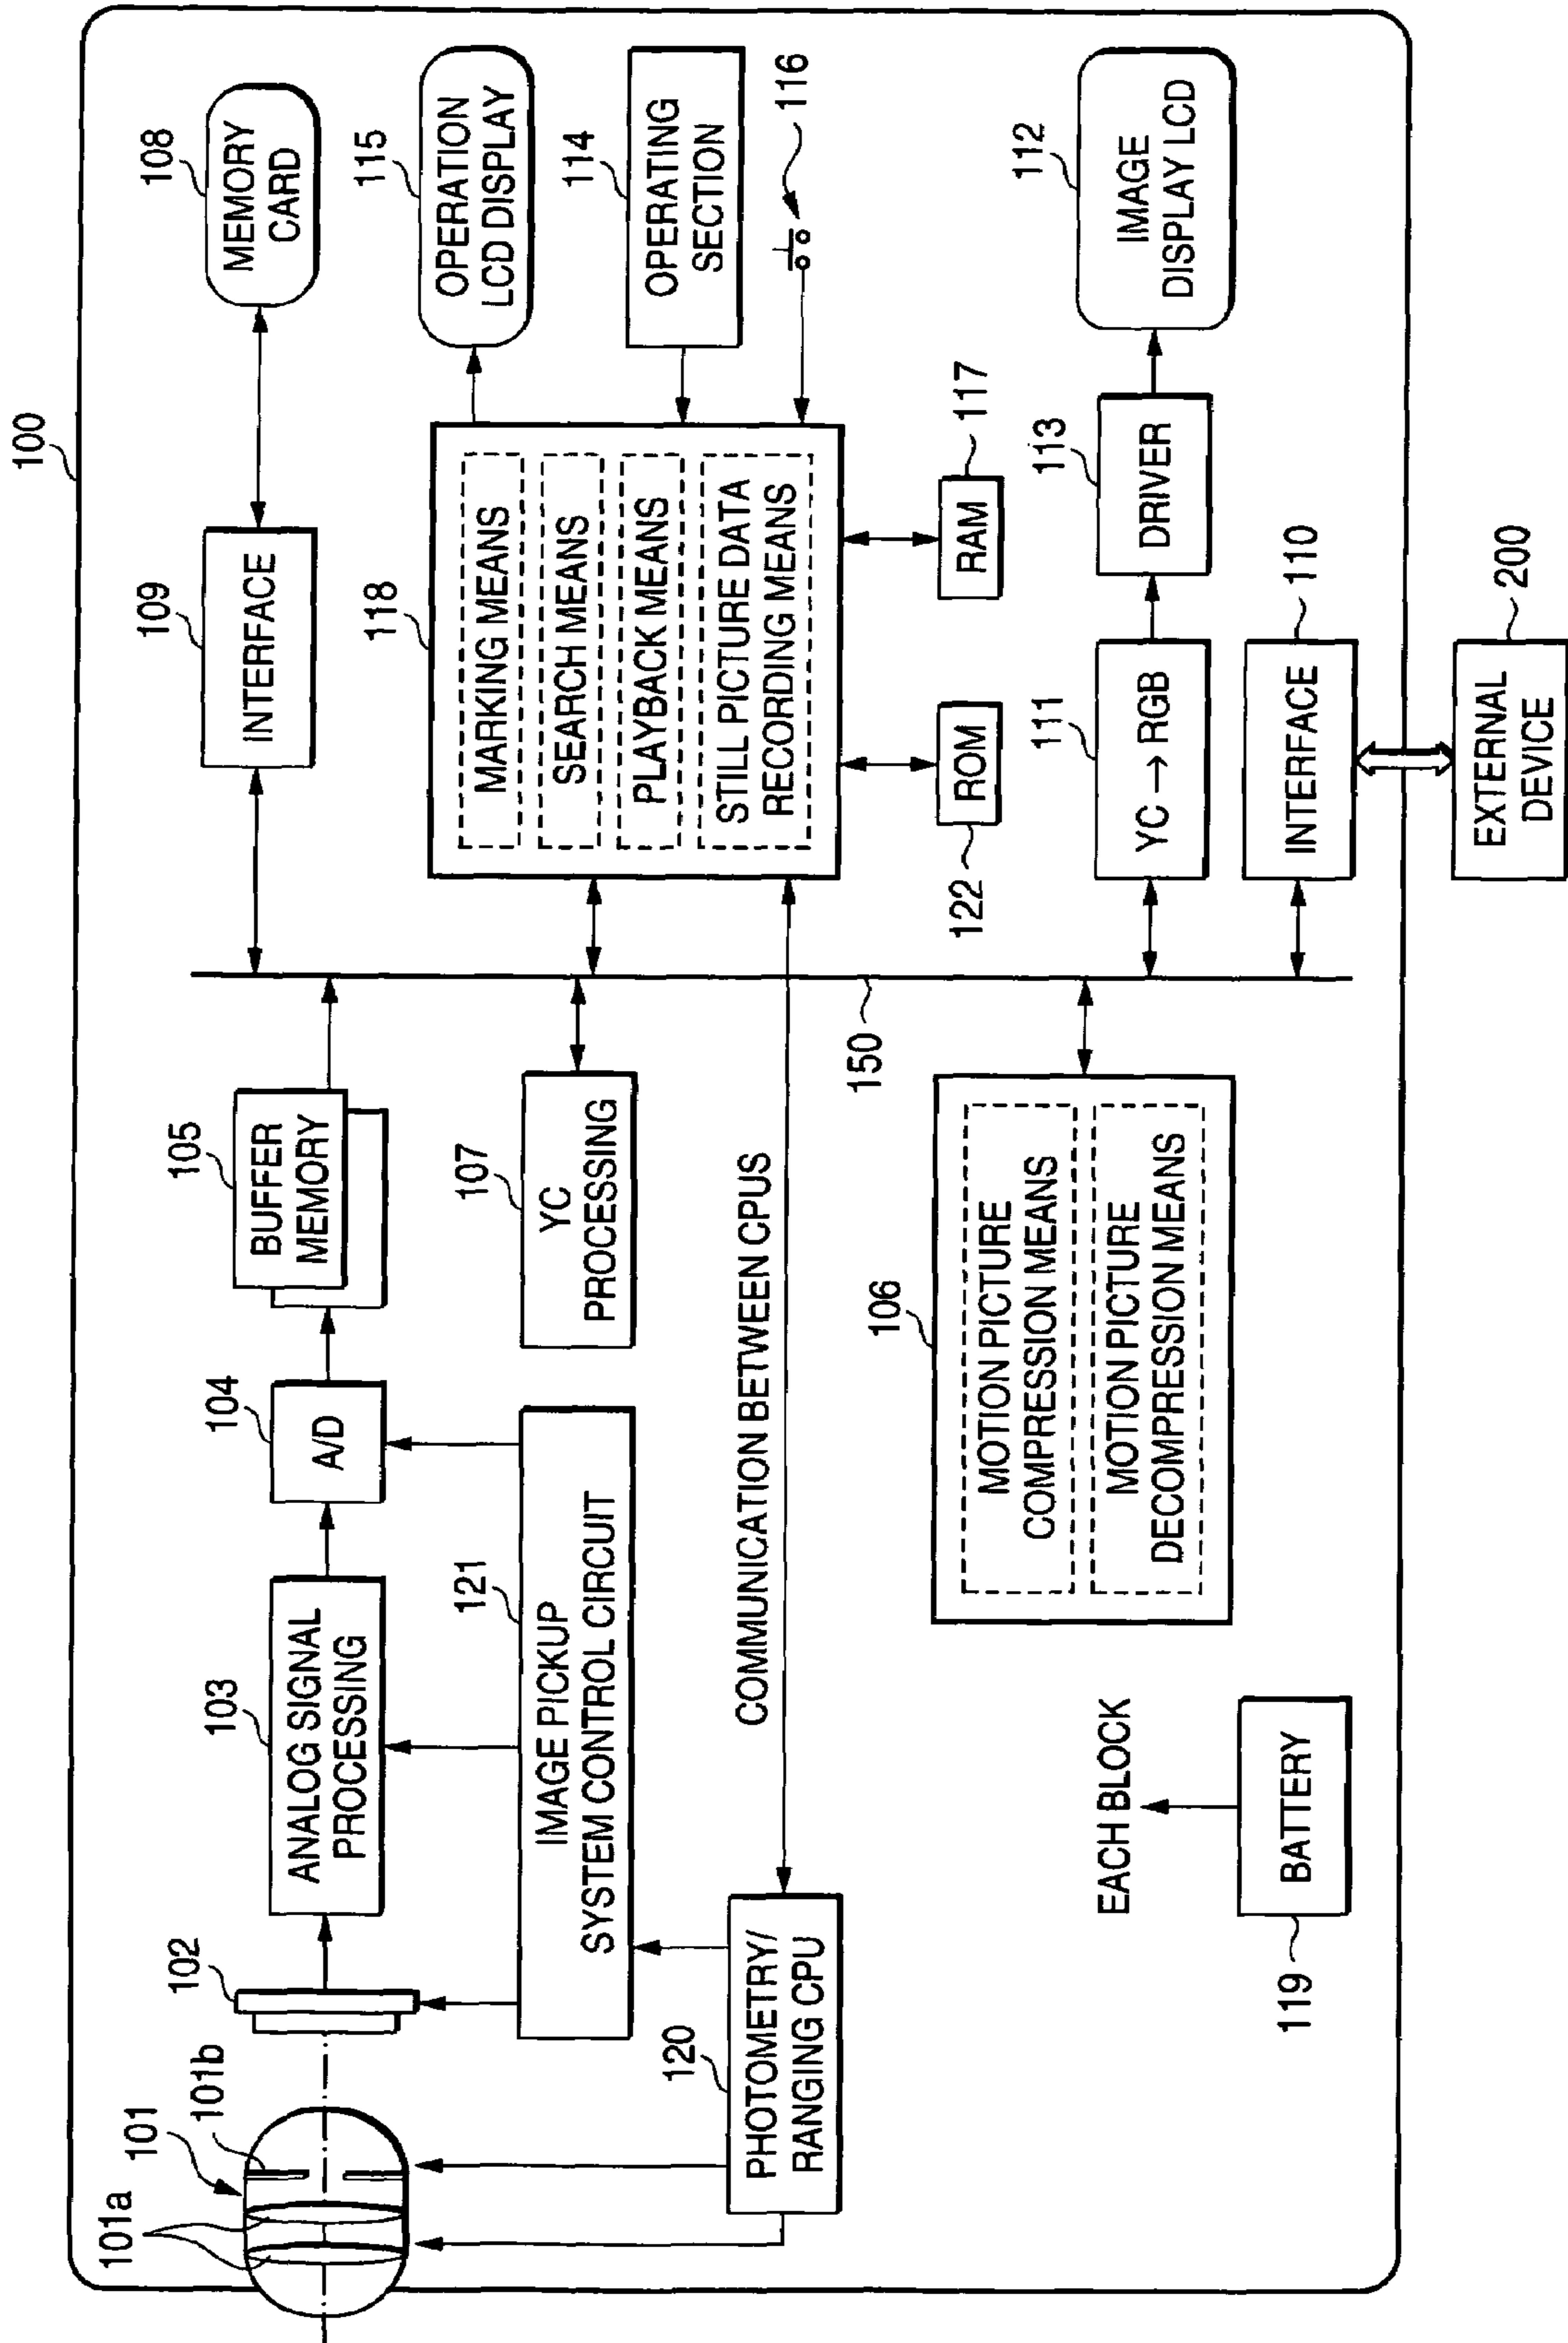 100
101
101a
101b
102
103
ANALOG SIGNAL
PROCESSING
104
A/D
105
BUFFER
MEMORY
109
INTERFACE
108
MEMORY
CARD
121
IMAGE PICKUP
SYSTEM CONTROL CIRCUIT
107
YC
PROCESSING
118
MARKING MEANS
SEARCH MEANS
PLAYBACK MEANS
STILL PICTURE DATA
RECORDING MEANS
115
OPERATION
LCD DISPLAY
114
OPERATING
SECTION
116
120
PHOTOMETRY/
RANGING CPU
COMMUNICATION BETWEEN CPUS
150
122
ROM
RAM
117
106
MOTION PICTURE
COMPRESSION MEANS
MOTION PICTURE
DECOMPRESSION MEANS
111
YC → RGB
113
DRIVER
112
IMAGE
DISPLAY LCD
EACH BLOCK
119
BATTERY
INTERFACE
110
EXTERNAL
DEVICE
200